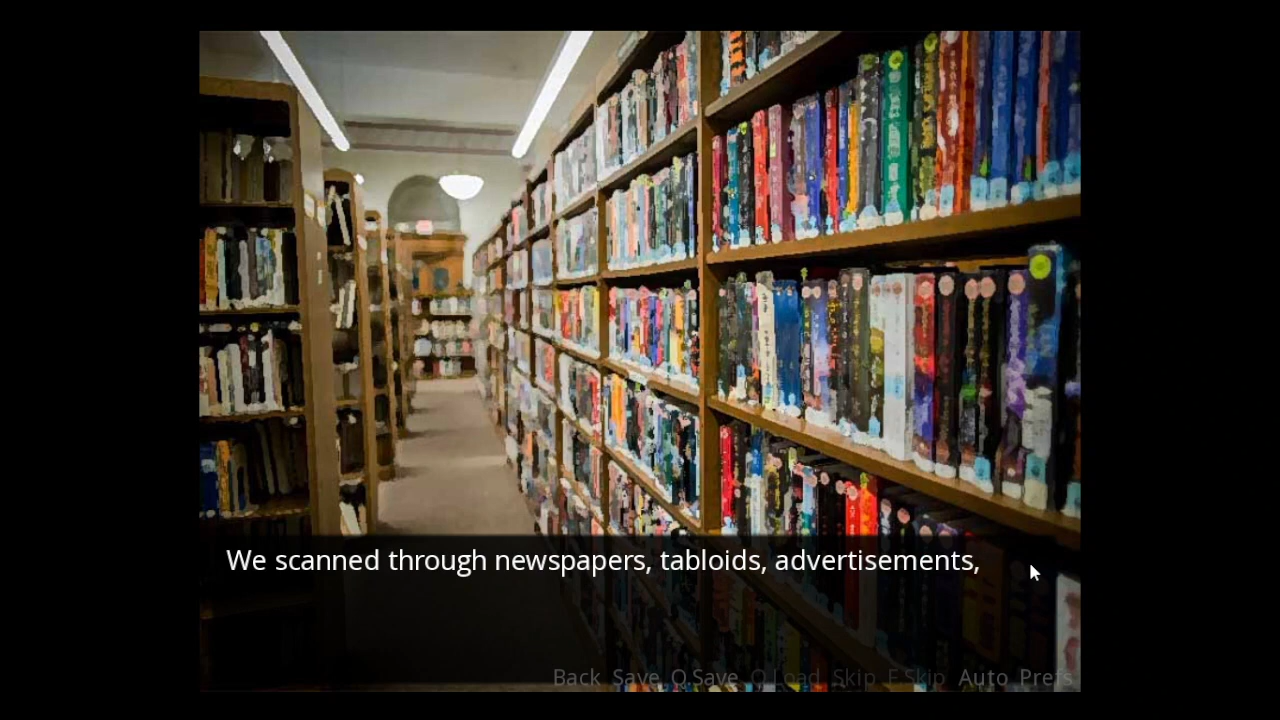 We scanned through newspapers, tabloids, advertisements,
Back Save Q.Save Q.Load Skip F.Skip Auto Prefs